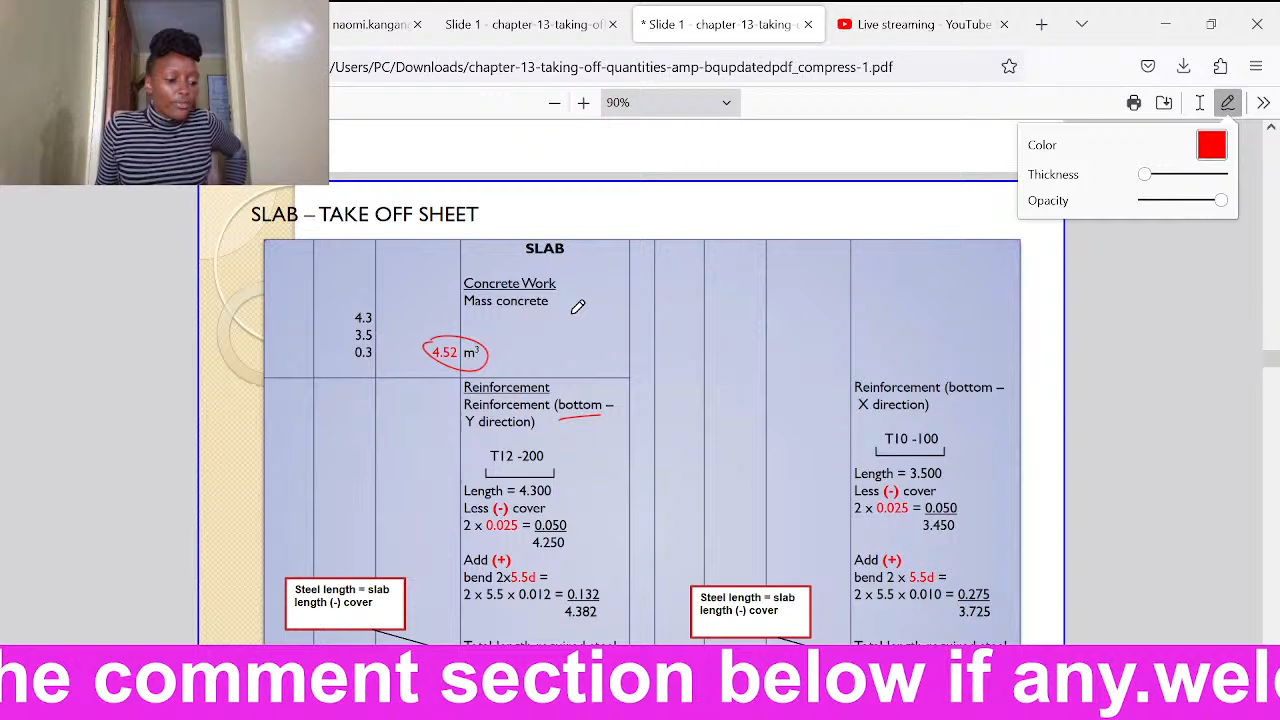 naomi.kangan
Slide 1 - chapter-13-taking-of
* Slide 1 - chapter-13-taking-
Live streaming - YouTube
/Users/PC/Downloads/chapter-13-taking-off-quantities-amp-bqupdatedpdf_compress-1.pdf
90%
Color
Thickness
Opacity
SLAB – TAKE OFF SHEET
SLAB
Concrete Work
Mass concrete
4.3
3.5
0.3 4.52 m³
Reinforcement
Reinforcement (bottom –
Y direction)
T12 -200
Length = 4.300
Less (-) cover
2 x 0.025 = 0.050
4.250
Add (+)
bend 2x5.5d =
2 x 5.5 x 0.012 = 0.132
4.382
Steel length = slab
length (-) cover
Reinforcement (bottom –
X direction)
T10 -100
Length = 3.500
Less (-) cover
2 x 0.025 = 0.050
3.450
Add (+)
bend 2 x 5.5d =
2 x 5.5 x 0.010 = 0.275
3.725
Steel length = slab
length (-) cover
he comment section below if any.wel